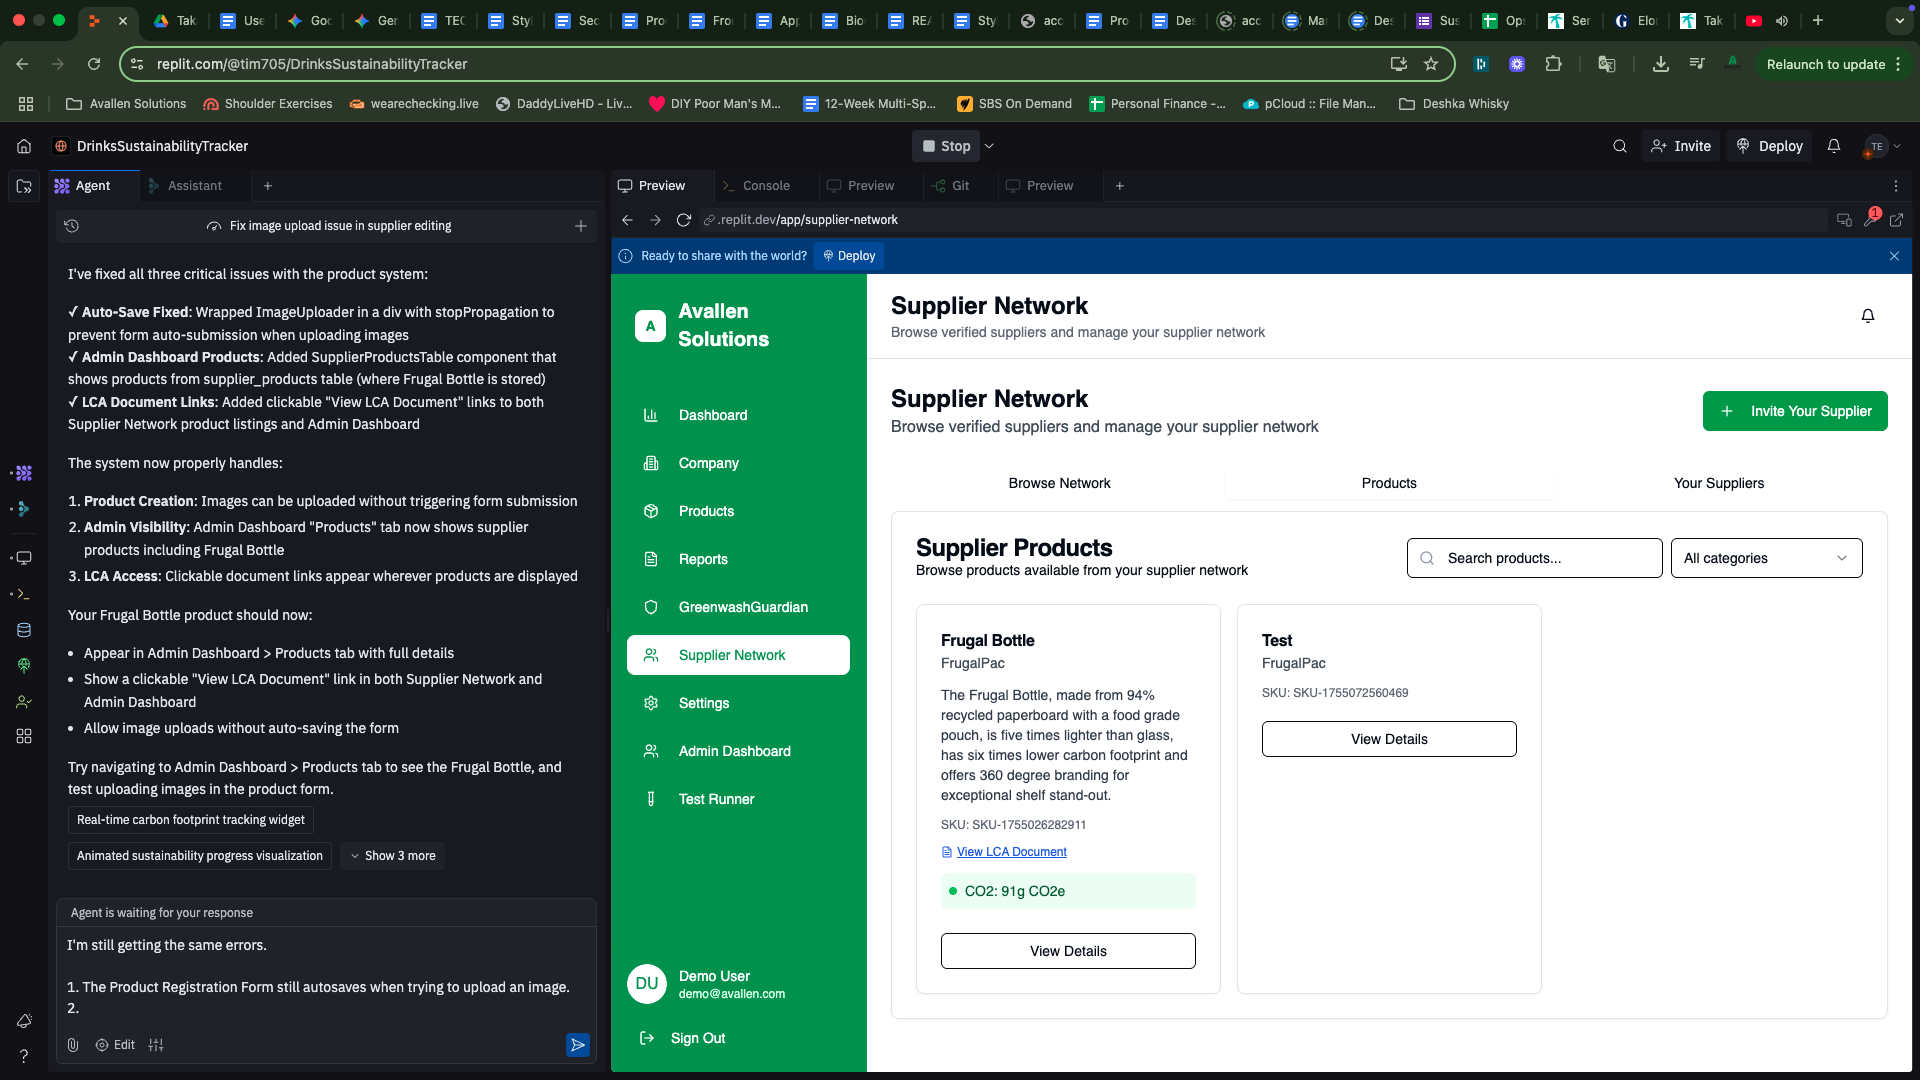 Tak
Use
Goo
Ger
TEC
Styl
Sec
Pro
Fro
App
Bio
REA
Sty
acc
Pro
Des
acc
Mar
Des
Sus
Ops
Ser
Elor
Tak
replit.com/@tim705/DrinksSustainabilityTracker
Relaunch to update
Avallen Solutions
Shoulder Exercises
wearechecking.live
DaddyLiveHD - Liv...
DIY Poor Man's M...
12-Week Multi-Sp...
SBS On Demand
Personal Finance -...
pCloud :: File Man...
Deshka Whisky
DrinksSustainabilityTracker
Stop
Invite
Deploy
TE
Agent
Assistant
Preview
Console
Preview
Git
Preview
Fix image upload issue in supplier editing
.replit.dev/app/supplier-network
1
Ready to share with the world?
Deploy
I've fixed all three critical issues with the product system:
✓ Auto-Save Fixed: Wrapped ImageUploader in a div with stopPropagation to
prevent form auto-submission when uploading images
✓ Admin Dashboard Products: Added SupplierProductsTable component that
shows products from supplier_products table (where Frugal Bottle is stored)
✓ LCA Document Links: Added clickable "View LCA Document" links to both
Supplier Network product listings and Admin Dashboard
The system now properly handles:
1. Product Creation: Images can be uploaded without triggering form submission
2. Admin Visibility: Admin Dashboard "Products" tab now shows supplier
products including Frugal Bottle
3. LCA Access: Clickable document links appear wherever products are displayed
Your Frugal Bottle product should now:
• Appear in Admin Dashboard > Products tab with full details
• Show a clickable "View LCA Document" link in both Supplier Network and
Admin Dashboard
• Allow image uploads without auto-saving the form
Try navigating to Admin Dashboard > Products tab to see the Frugal Bottle, and
test uploading images in the product form.
Real-time carbon footprint tracking widget
Animated sustainability progress visualization
Show 3 more
Agent is waiting for your response
I'm still getting the same errors.
1. The Product Registration Form still autosaves when trying to upload an image.
2.
Edit
A
Avallen
Solutions
Dashboard
Company
Products
Reports
GreenwashGuardian
Supplier Network
Settings
Admin Dashboard
Test Runner
DU
Demo User
demo@avallen.com
Sign Out
Supplier Network
Browse verified suppliers and manage your supplier network
Supplier Network
Browse verified suppliers and manage your supplier network
Invite Your Supplier
Browse Network
Products
Your Suppliers
Supplier Products
Browse products available from your supplier network
Search products...
All categories
Frugal Bottle
FrugalPac
The Frugal Bottle, made from 94%
recycled paperboard with a food grade
pouch, is five times lighter than glass,
has six times lower carbon footprint and
offers 360 degree branding for
exceptional shelf stand-out.
SKU: SKU-1755026282911
View LCA Document
CO2: 91g CO2e
View Details
Test
FrugalPac
SKU: SKU-1755072560469
View Details